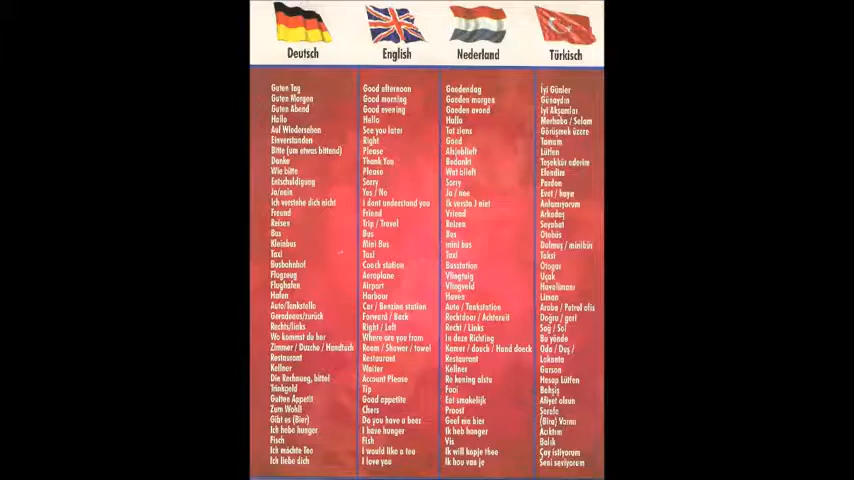 Deutsch English Nederland Türkisch
Guten Tag Good afternoon Goedendag İyi Günler
Guten Morgen Good morning Goeden morgen Günaydın
Guten Abend Good evening Goeden avond İyi Akşamlar
Hallo Hello Hallo Merhaba / Selam
Auf Wiedersehen See you later Tot ziens Görüşmek üzere
Einverstanden Right Goed Tamam
Bitte (um etwas bittend) Please Alsjeblieft Lütfen
Danke Thank You Bedankt Teşekkür ederim
Wie bitte Please Wat blieft Efendim
Entschuldigung Sorry Sorry Pardon
Ja/nein Yes / No Ja / nee Evet / hayır
Ich verstehe dich nicht I dont understand you Ik versta J niet Anlamıyorum
Freund Friend Vriend Arkadaş
Reisen Trip / Travel Reizen Seyahat
Bus Bus Bus Otobüs
Kleinbus Mini Bus mini bus Dolmuş / minibüs
Taxi Taxi Taxi Taksi
Busbahnhof Coach station Busstation Otogar
Flugzeug Aeroplane Vliegtuig Uçak
Flughafen Airport Vliegveld Havalimanı
Hafen Harbour Haven Liman
Auto/Tankstelle Car / Benzine station Auto / Tankstation Araba / Petrol ofis
Geradeaus/zurück Forward / Back Rechtdoor / Achteruit Doğru / geri
Rechts/links Right / Left Recht / Links Sağ / Sol
Wo kommst du her Where are you from In deze Richting Bu yönde
Zimmer / Dusche / Handtuch Room / Shower / towel Kamer / douch / Hand doeck Oda / Duş /
Restaurant Restaurant Restaurant Lokanta
Kellner Waiter Kellner Garson
Die Rechnung, bitte! Account Please Re kening alstu Hesap Lütfen
Trinkgeld Tip Fooi Bahşiş
Guten Appetit Good appetite Eet smakelijk Afiyet olsun
Zum Wohl! Chers Proost Şerefe
Gibt es (Bier) Do you have a beer Geef me bier (Bira) Varmı
Ich habe hunger I have hunger Ik heb honger Acıktım
Fisch Fish Vis Balık
Ich möchte Tee I would like a tea Ik will kopje thee Çay istiyorum
Ich liebe dich I love you Ik hou van je Seni seviyorum